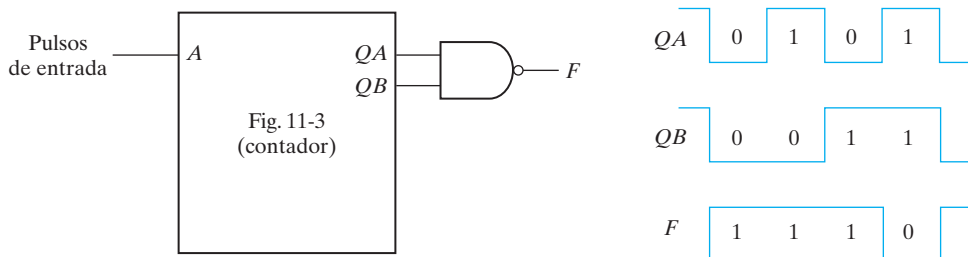 Pulsos
de entrada
A
QA
QB
Fig. 11-3
(contador)
F
QA 0 1 0 1
QB 0 0 1 1
F 1 1 1 0